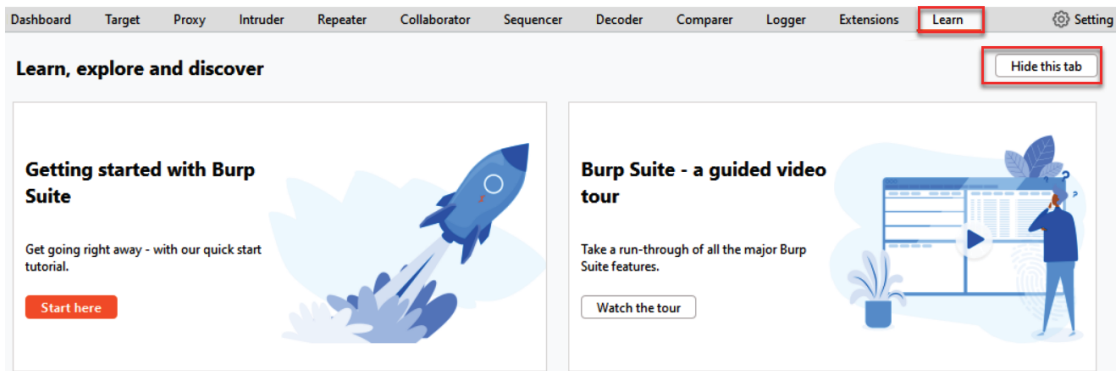 Dashboard Target Proxy Intruder Repeater Collaborator Sequencer Decoder Comparer Logger Extensions Learn Setting
Learn, explore and discover
Hide this tab
Getting started with Burp
Suite
Get going right away - with our quick start
tutorial.
Start here
Burp Suite - a guided video
tour
Take a run-through of all the major Burp
Suite features.
Watch the tour